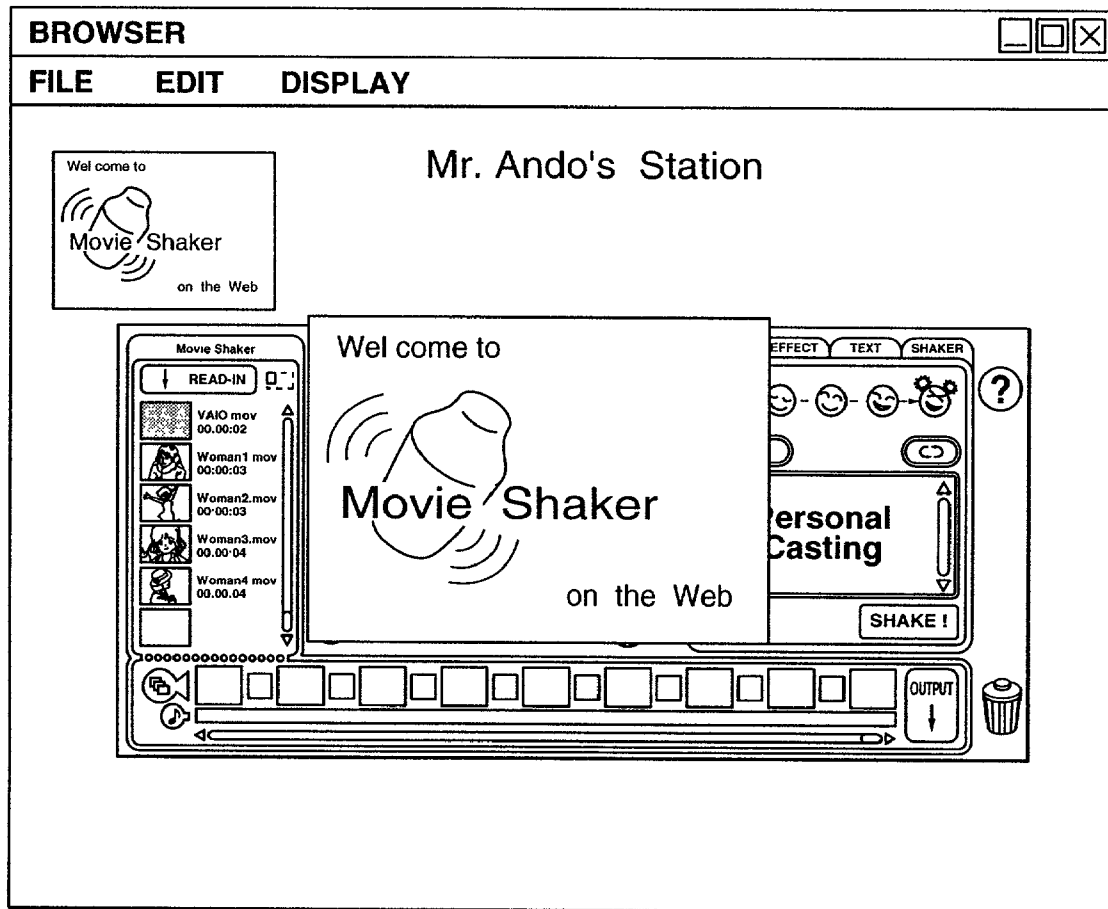 BROWSER
FILE EDIT DISPLAY
Mr. Ando's Station
Wel come to
Movie Shaker
on the Web
Movie Shaker
READ-IN
VAIO mov
00.00:02
Woman1 mov
00:00:03
Woman2.mov
00·00:03
Woman3.mov
00.00·04
Woman4 mov
00.00.04
Wel come to
Movie Shaker
on the Web
EFFECT TEXT SHAKER
?
ersonal
Casting
SHAKE !
OUTPUT